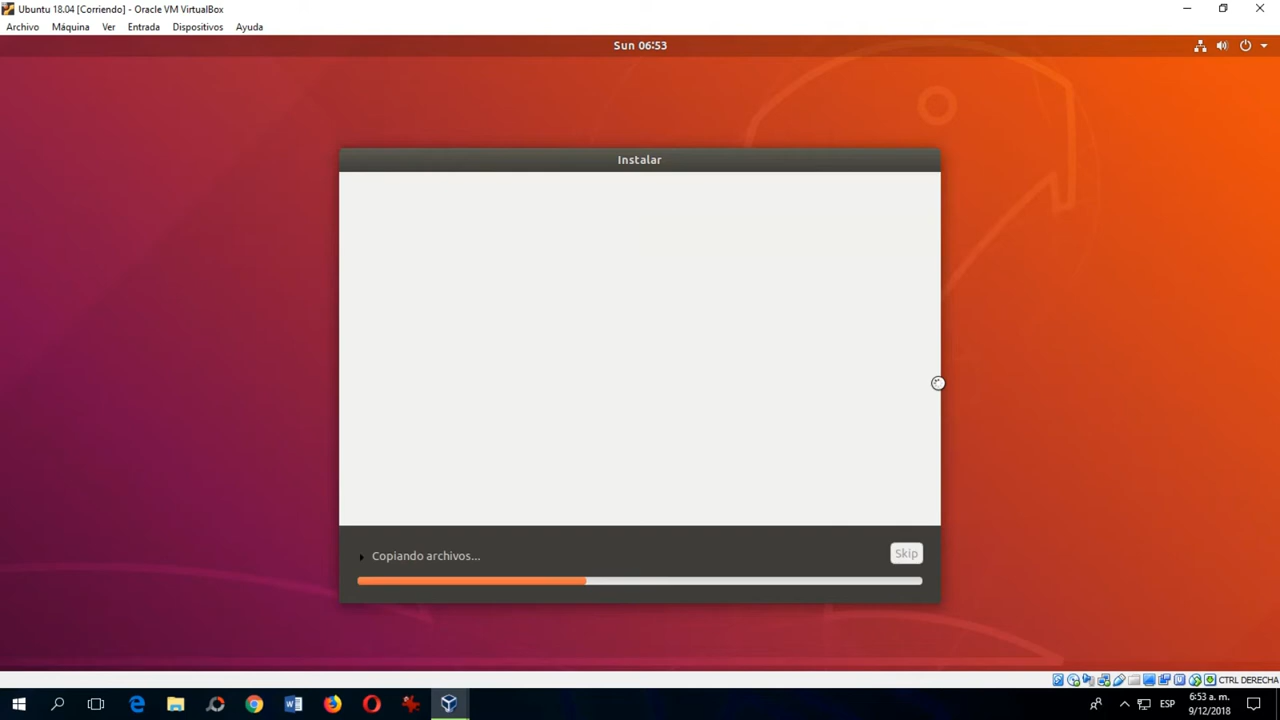 Ubuntu 18.04 [Corriendo] - Oracle VM VirtualBox
Archivo Máquina Ver Entrada Dispositivos Ayuda
Sun 06:53
Instalar
Copiando archivos...
Skip
CTRL DERECHA
ESP
6:53 a. m.
9/12/2018